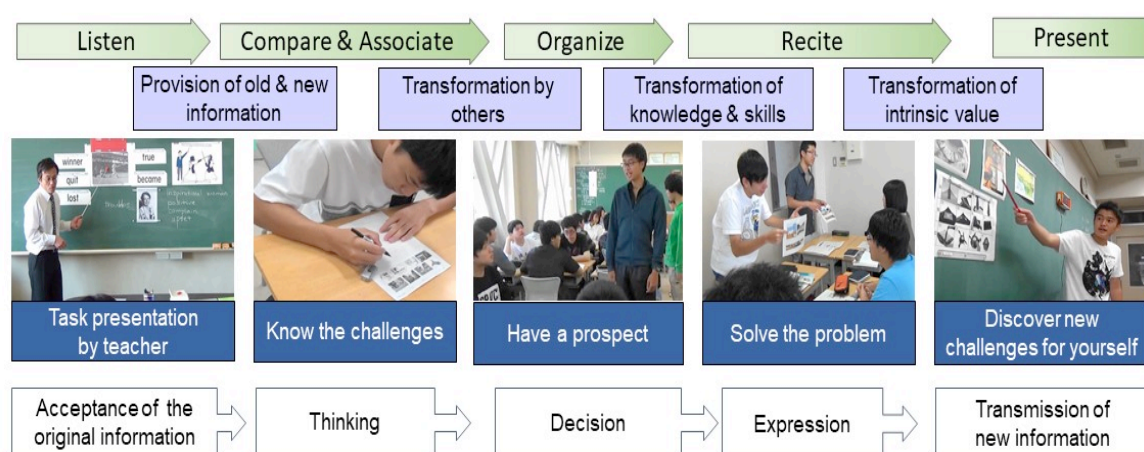 Listen
Compare & Associate
Organize
Recite
Present
Provision of old & new
information
Transformation by
others
Transformation of
knowledge & skills
Transformation of
intrinsic value
winner
quit
lost
true
became
Task presentation
by teacher
Know the challenges
Have a prospect
Solve the problem
Discover new
challenges for yourself
Acceptance of the
original information
Thinking
Decision
Expression
Transmission of
new information